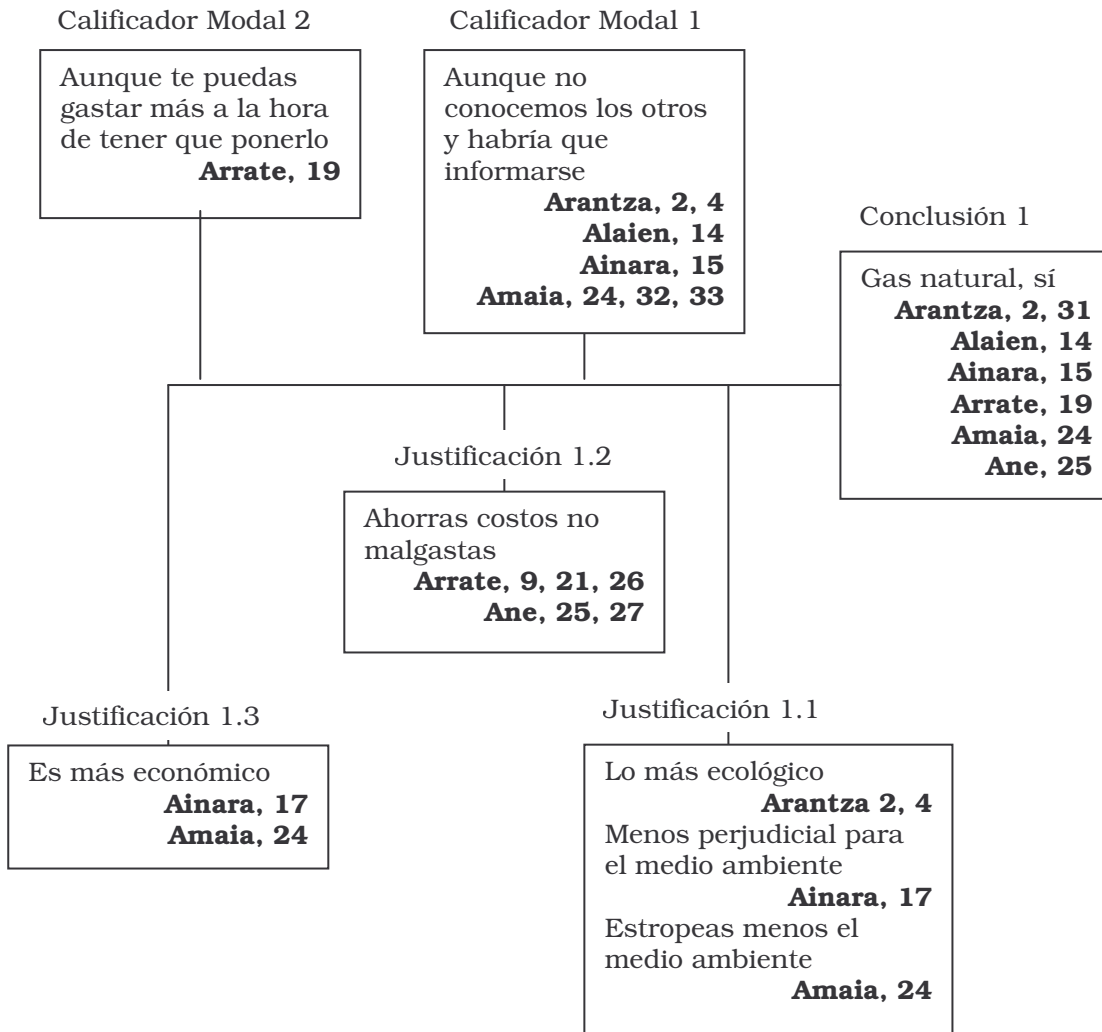 Calificador Modal 2
Aunque te puedas
gastar más a la hora
de tener que ponerlo
Arrate, 19
Calificador Modal 1
Aunque no
conocemos los otros
y habría que
informarse
Arantza, 2, 4
Alaien, 14
Ainara, 15
Amaia, 24, 32, 33
Conclusión 1
Gas natural, sí
Arantza, 2, 31
Alaien, 14
Ainara, 15
Arrate, 19
Amaia, 24
Ane, 25
Justificación 1.2
Ahorras costos no
malgastas
Arrate, 9, 21, 26
Ane, 25, 27
Justificación 1.3
Es más económico
Ainara, 17
Amaia, 24
Justificación 1.1
Lo más ecológico
Arantza 2, 4
Menos perjudicial para
el medio ambiente
Ainara, 17
Estropeas menos el
medio ambiente
Amaia, 24